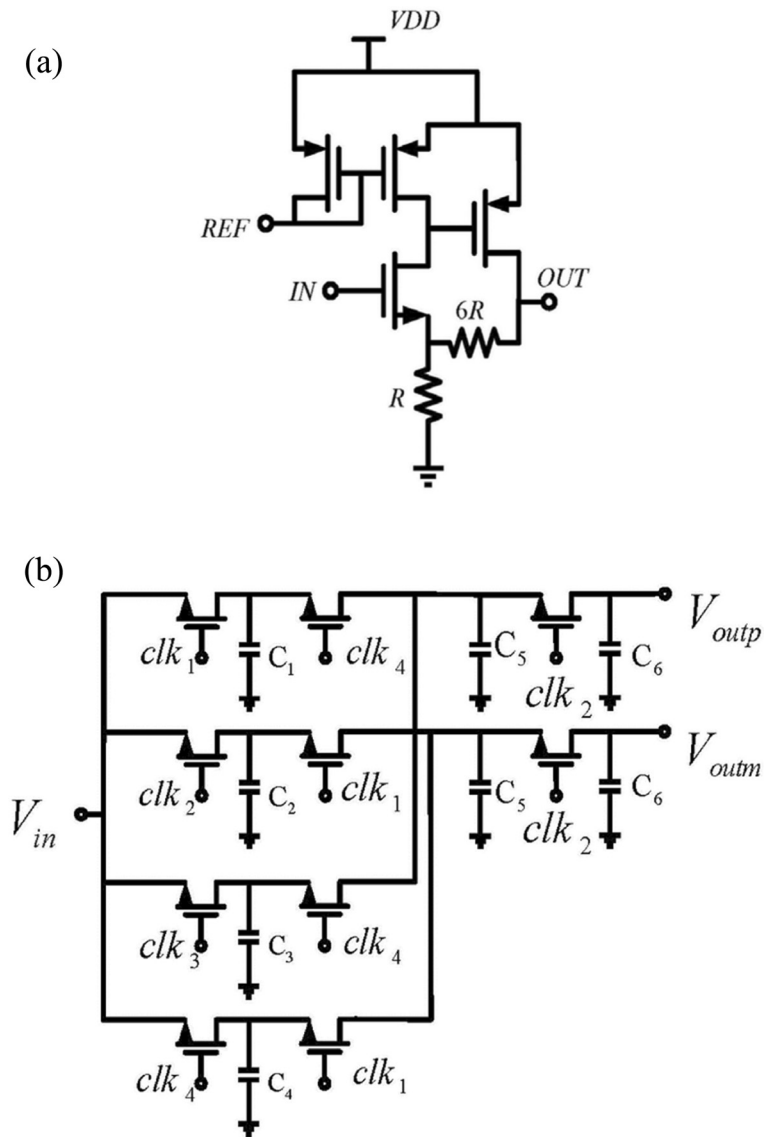 (a)
VDD
REF
IN
OUT
6R
R
(b)
clk1 C1 clk4 C5 clk2 C6 Voutp
clk2 C2 clk1 C5 clk2 C6 Voutm
Vin
clk3 C3 clk4
clk4 C4 clk1